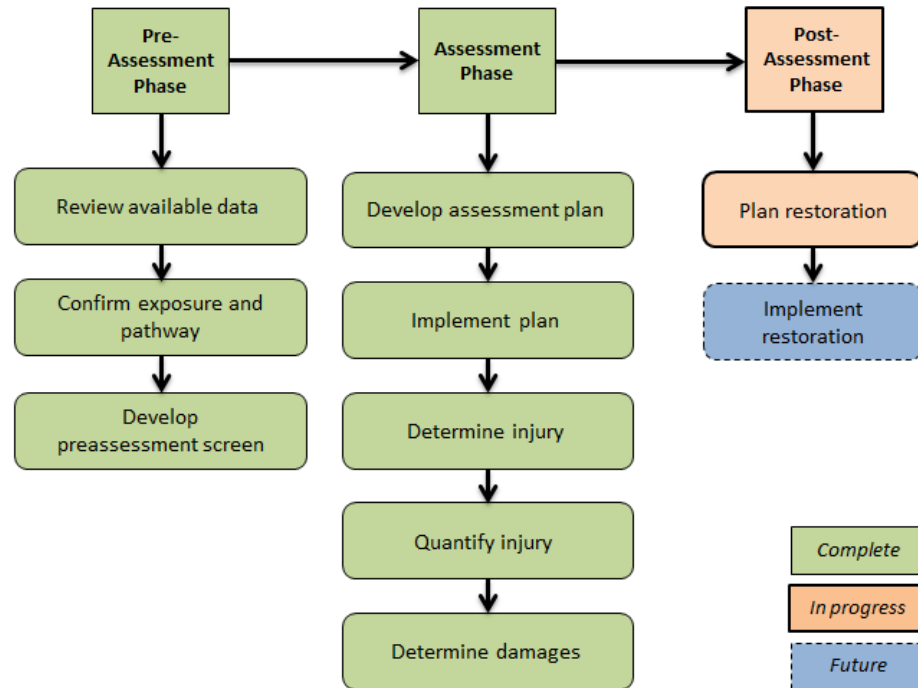 Pre-
Assessment
Phase
Assessment
Phase
Post-
Assessment
Phase
Review available data
Confirm exposure and
pathway
Develop
preassessment screen
Develop assessment plan
Implement plan
Determine injury
Quantify injury
Determine damages
Plan restoration
Implement
restoration
Complete
In progress
Future